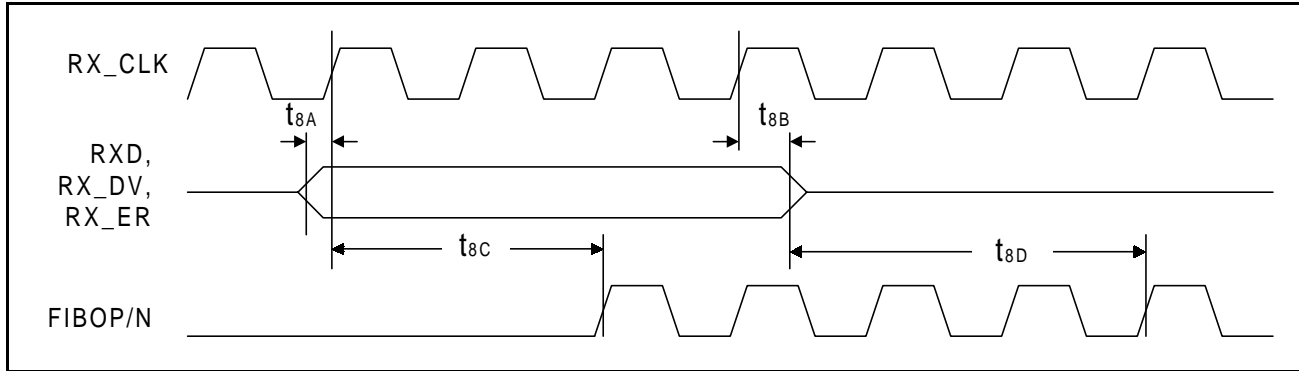 RX_CLK
t8A
t8B
RXD,
RX_DV,
RX_ER
t8C
t8D
FIBOP/N